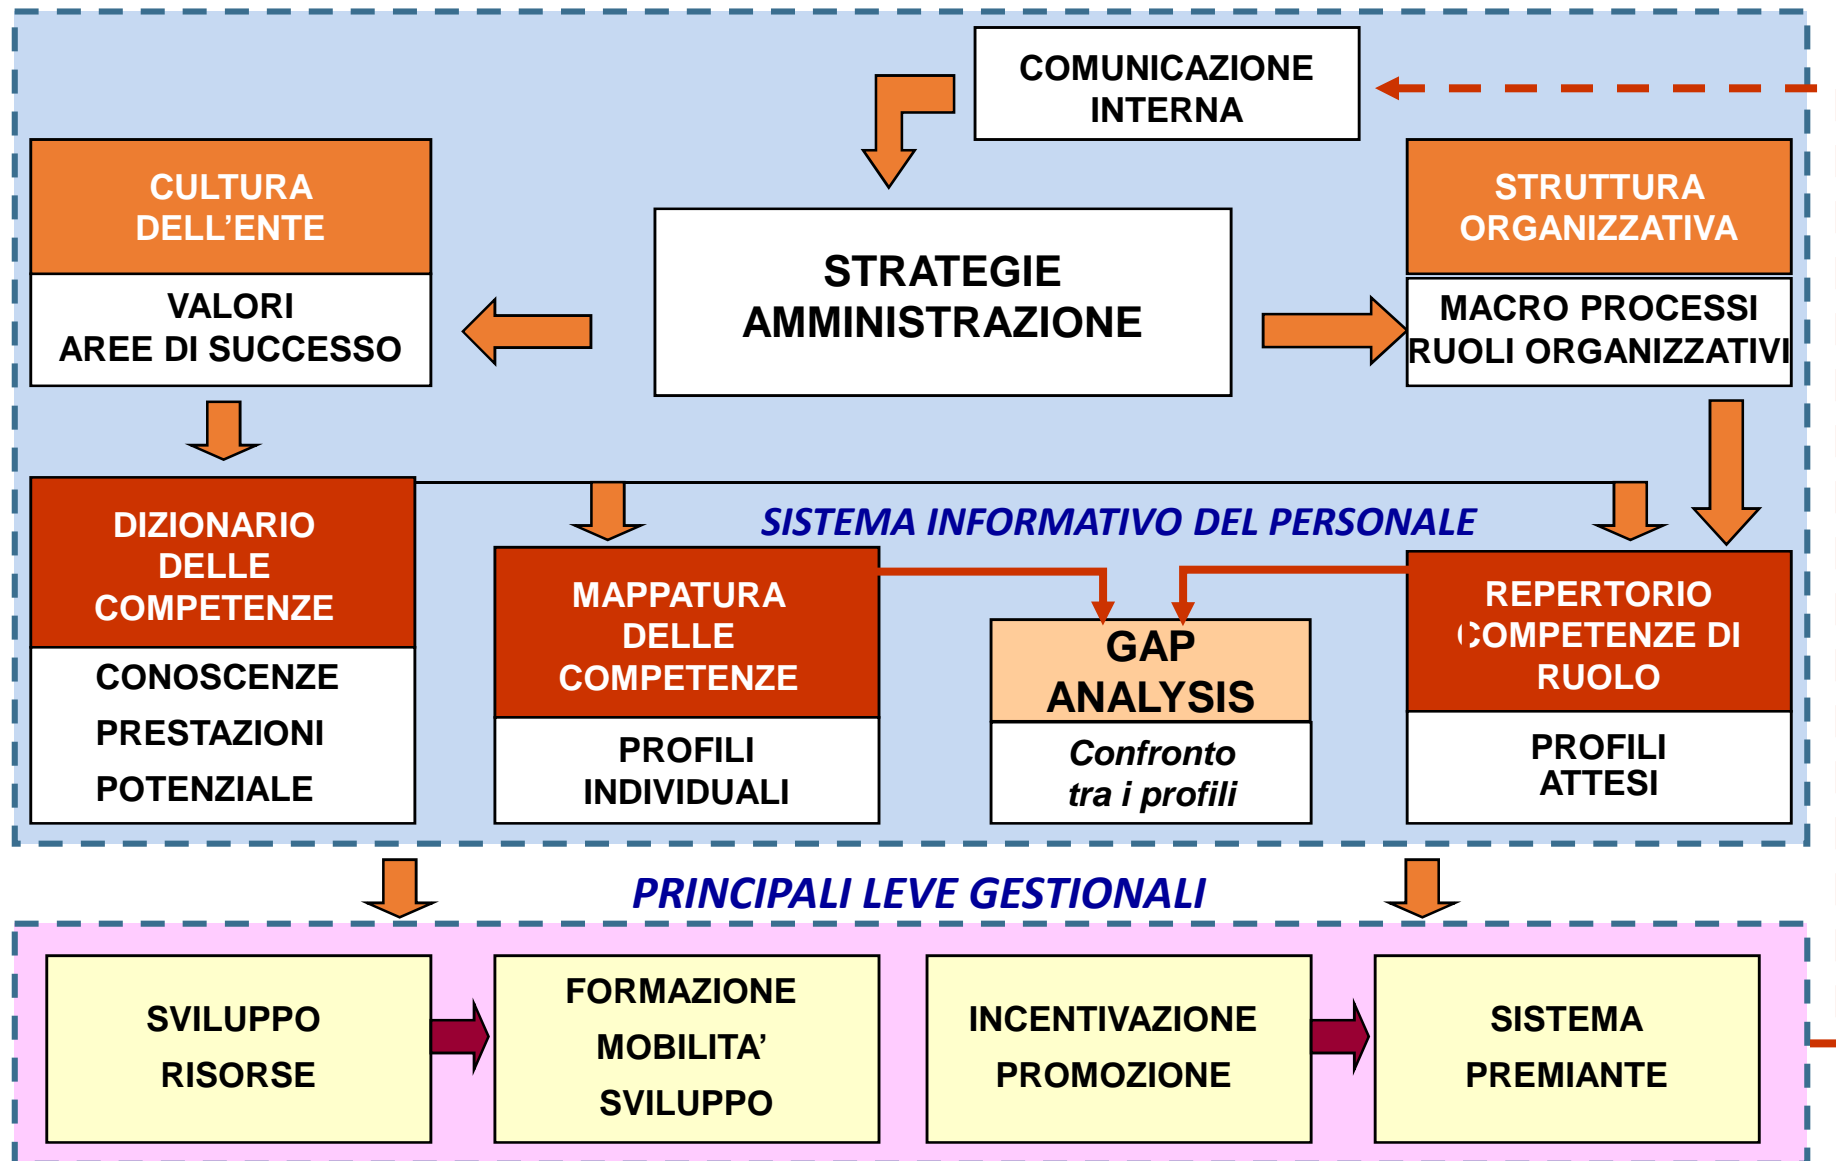 COMUNICAZIONE
INTERNA
CULTURA
DELL’ENTE
VALORI
AREE DI SUCCESSO
STRATEGIE
AMMINISTRAZIONE
STRUTTURA
ORGANIZZATIVA
MACRO PROCESSI
RUOLI ORGANIZZATIVI
SISTEMA INFORMATIVO DEL PERSONALE
DIZIONARIO
DELLE
COMPETENZE
CONOSCENZE
PRESTAZIONI
POTENZIALE
MAPPATURA
DELLE
COMPETENZE
PROFILI
INDIVIDUALI
GAP
ANALYSIS
Confronto
tra i profili
REPERTORIO
COMPETENZE DI
RUOLO
PROFILI
ATTESI
PRINCIPALI LEVE GESTIONALI
SVILUPPO
RISORSE
FORMAZIONE
MOBILITA’
SVILUPPO
INCENTIVAZIONE
PROMOZIONE
SISTEMA
PREMIANTE